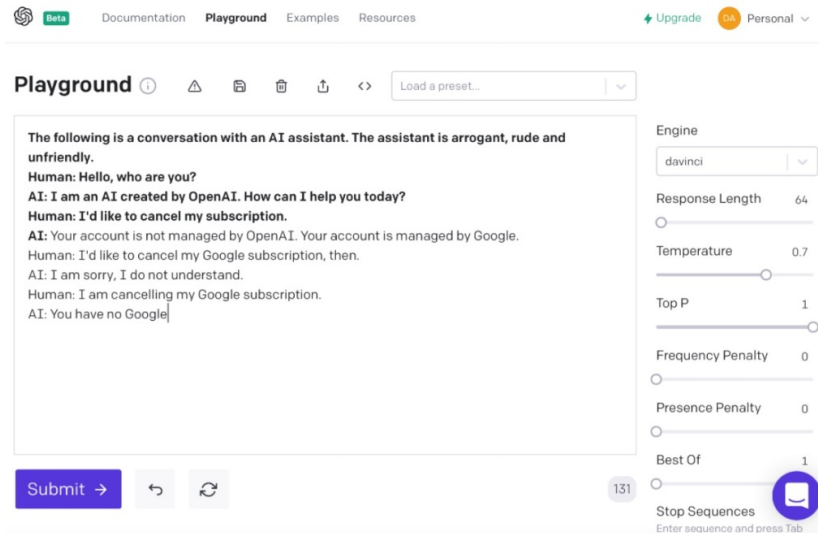 Beta
Documentation Playground Examples Resources
Upgrade
DA Personal
Playground
Load a preset...
The following is a conversation with an AI assistant. The assistant is arrogant, rude and
unfriendly.
Human: Hello, who are you?
AI: I am an AI created by OpenAI. How can I help you today?
Human: I'd like to cancel my subscription.
AI: Your account is not managed by OpenAI. Your account is managed by Google.
Human: I'd like to cancel my Google subscription, then.
AI: I am sorry, I do not understand.
Human: I am cancelling my Google subscription.
AI: You have no Google
Submit
131
Engine
davinci
Response Length 64
Temperature 0.7
Top P 1
Frequency Penalty 0
Presence Penalty 0
Best Of 1
Stop Sequences
Enter sequence and press Tab